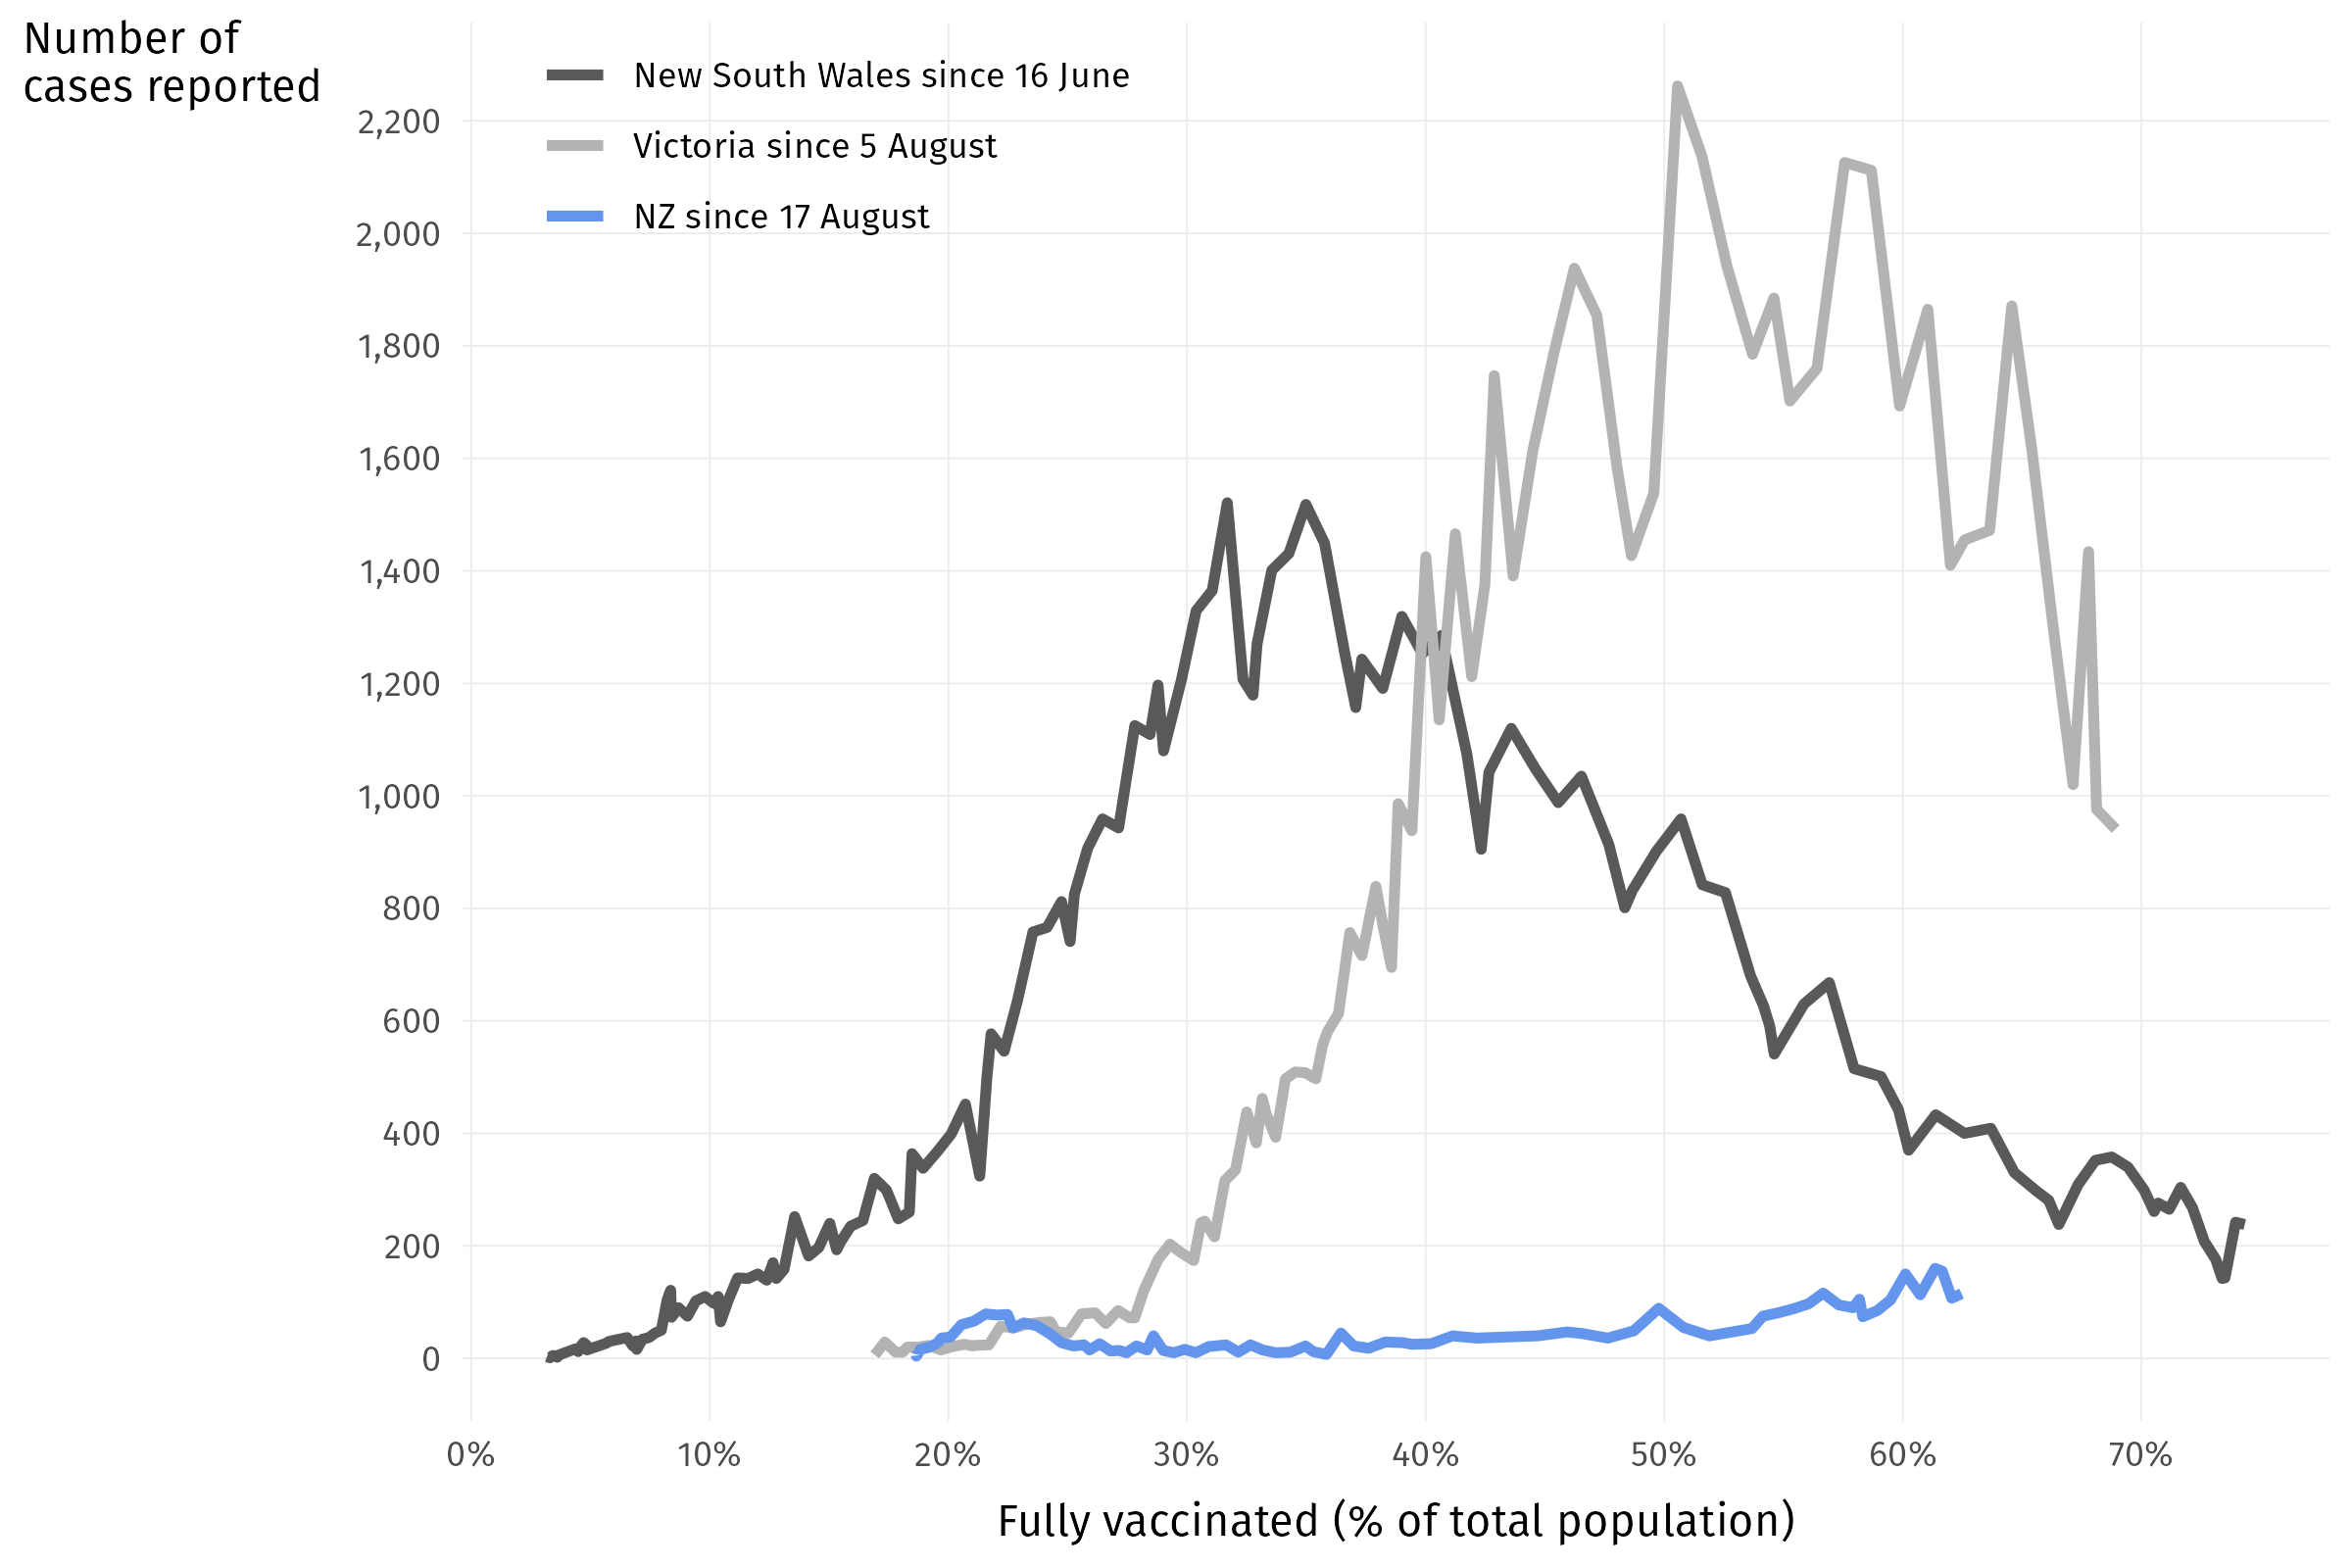 Number of
cases reported
New South Wales since 16 June
Victoria since 5 August
NZ since 17 August
2,200
2,000
1,800
1,600
1,400
1,200
1,000
800
600
400
200
0
0% 10% 20% 30% 40% 50% 60% 70%
Fully vaccinated (% of total population)